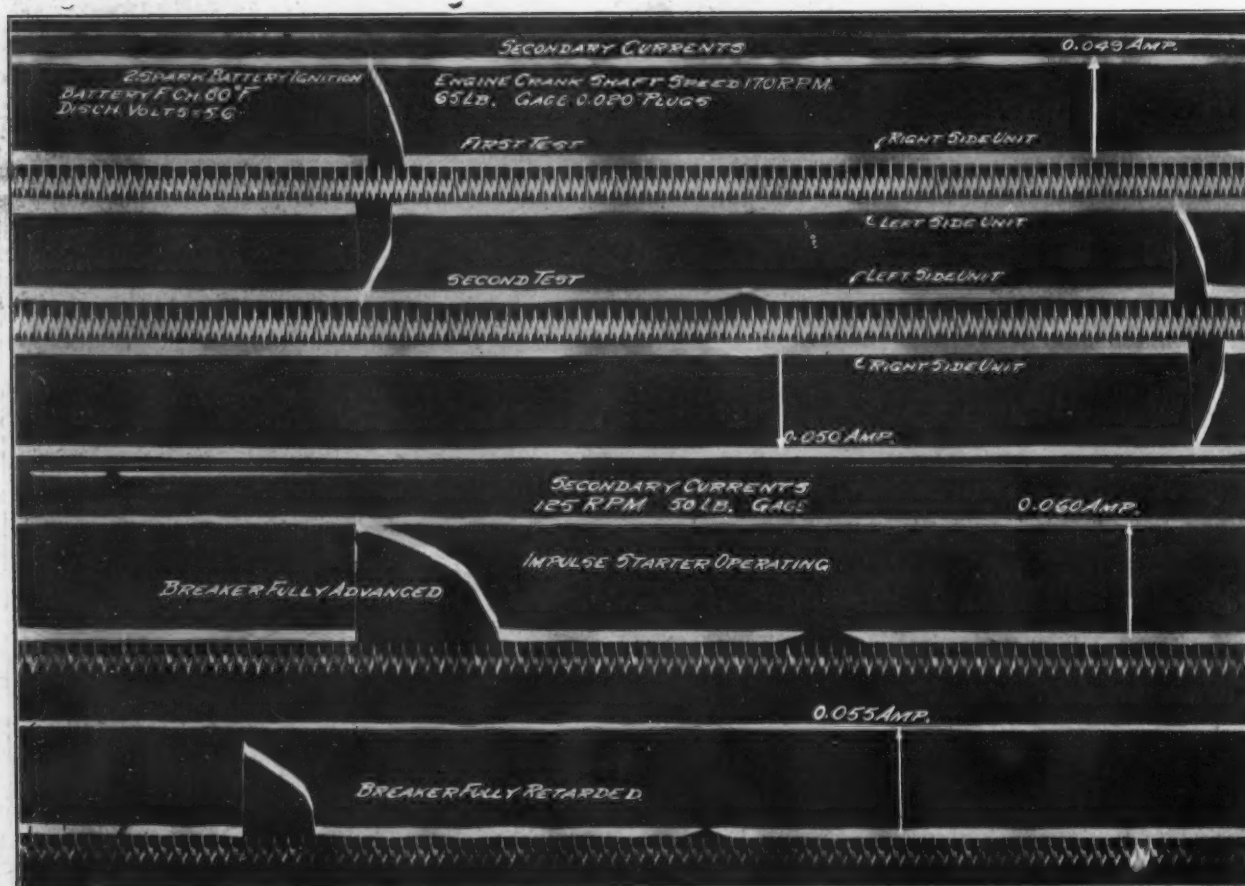 SECONDARY CURRENTS
0.049 AMP.
2 SPARK BATTERY IGNITION
BATTERY F CH. 60°F
DISCH. VOLTS = 5.6
ENGINE CRANK SHAFT SPEED 170 R.P.M.
65 LB. GAGE 0.020 PLUGS
FIRST TEST
RIGHT SIDE UNIT
LEFT SIDE UNIT
SECOND TEST
LEFT SIDE UNIT
RIGHT SIDE UNIT
0.050 AMP.
SECONDARY CURRENTS
125 RPM 50 LB. GAGE
0.060 AMP.
IMPULSE STARTER OPERATING
BREAKER FULLY ADVANCED
0.055 AMP.
BREAKER FULLY RETARDED